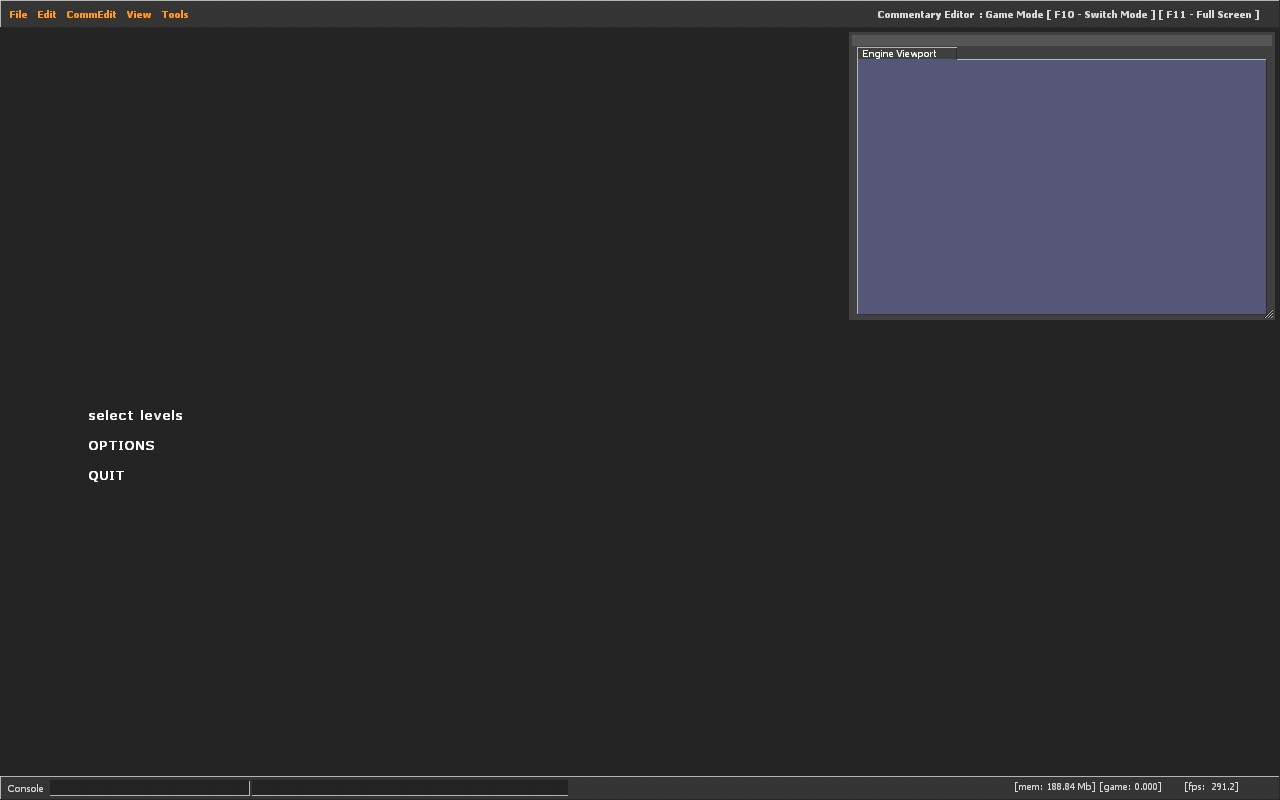 File Edit CommEdit View Tools
Commentary Editor : Game Mode [ F10 - Switch Mode ] [ F11 - Full Screen ]
Engine Viewport
select levels
OPTIONS
QUIT
Console
[mem: 188.84 Mb] [game: 0.000] [fps: 291.2]